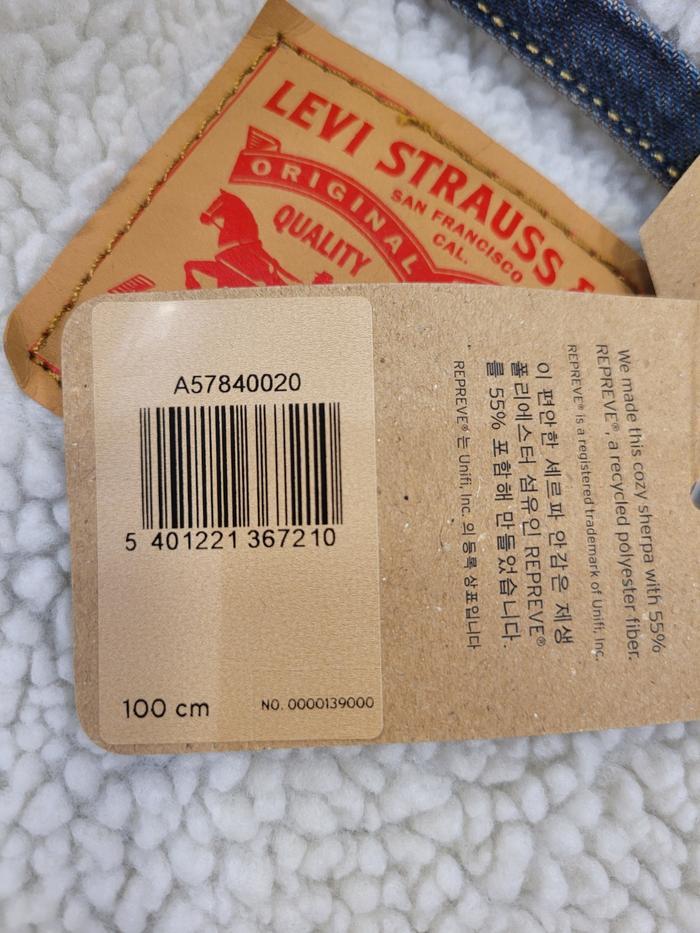 LEVI STRAUSS
ORIGINAL
SAN FRANCISCO
CAL.
QUALITY
A57840020
5 401221 367210
100 cm
NO. 0000139000
We made this cozy sherpa with 55%
REPREVE®, a recycled polyester fiber.
REPREVE® is a registered trademark of Unifi, Inc.
이 편안한 셰르파 안감은 재생
폴리에스터 섬유인 REPREVE®
를 55% 포함해 만들었습니다.
REPREVE®는 Unifi, Inc. 의 등록 상표입니다